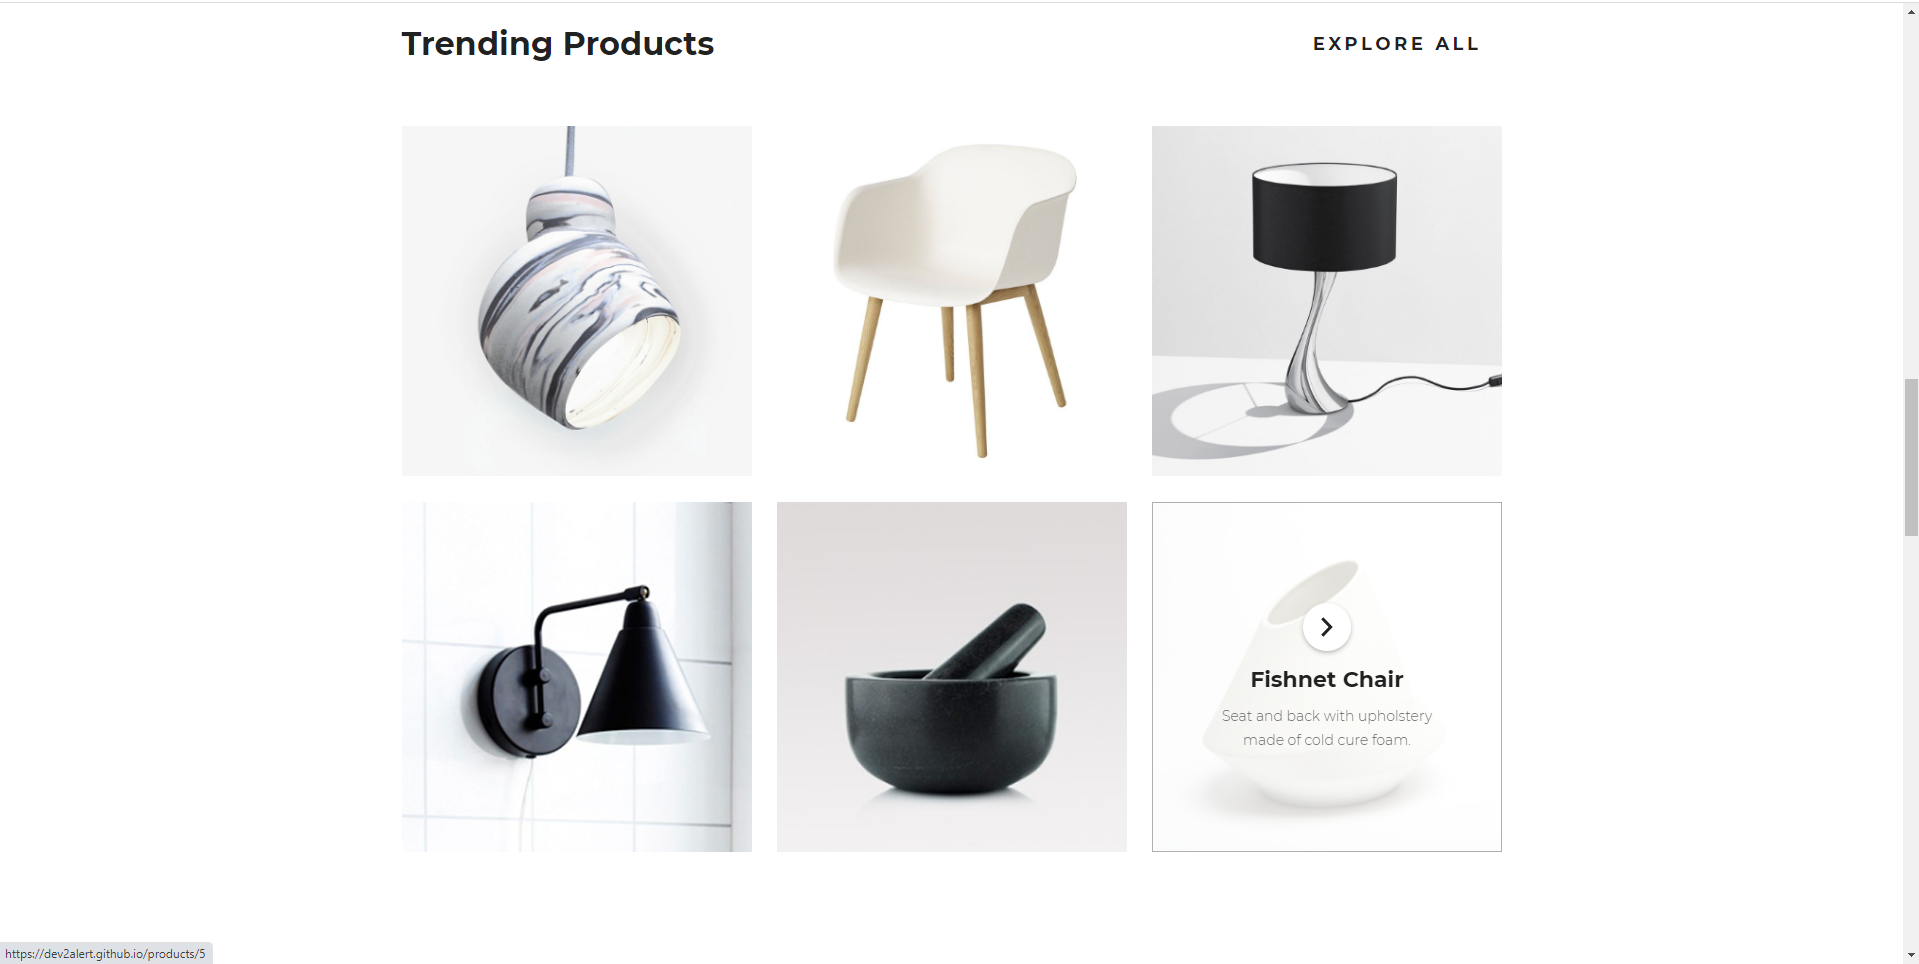 Trending Products
EXPLORE ALL
Fishnet Chair
Seat and back with upholstery
made of cold cure foam.
https://dev2alert.github.io/products/5